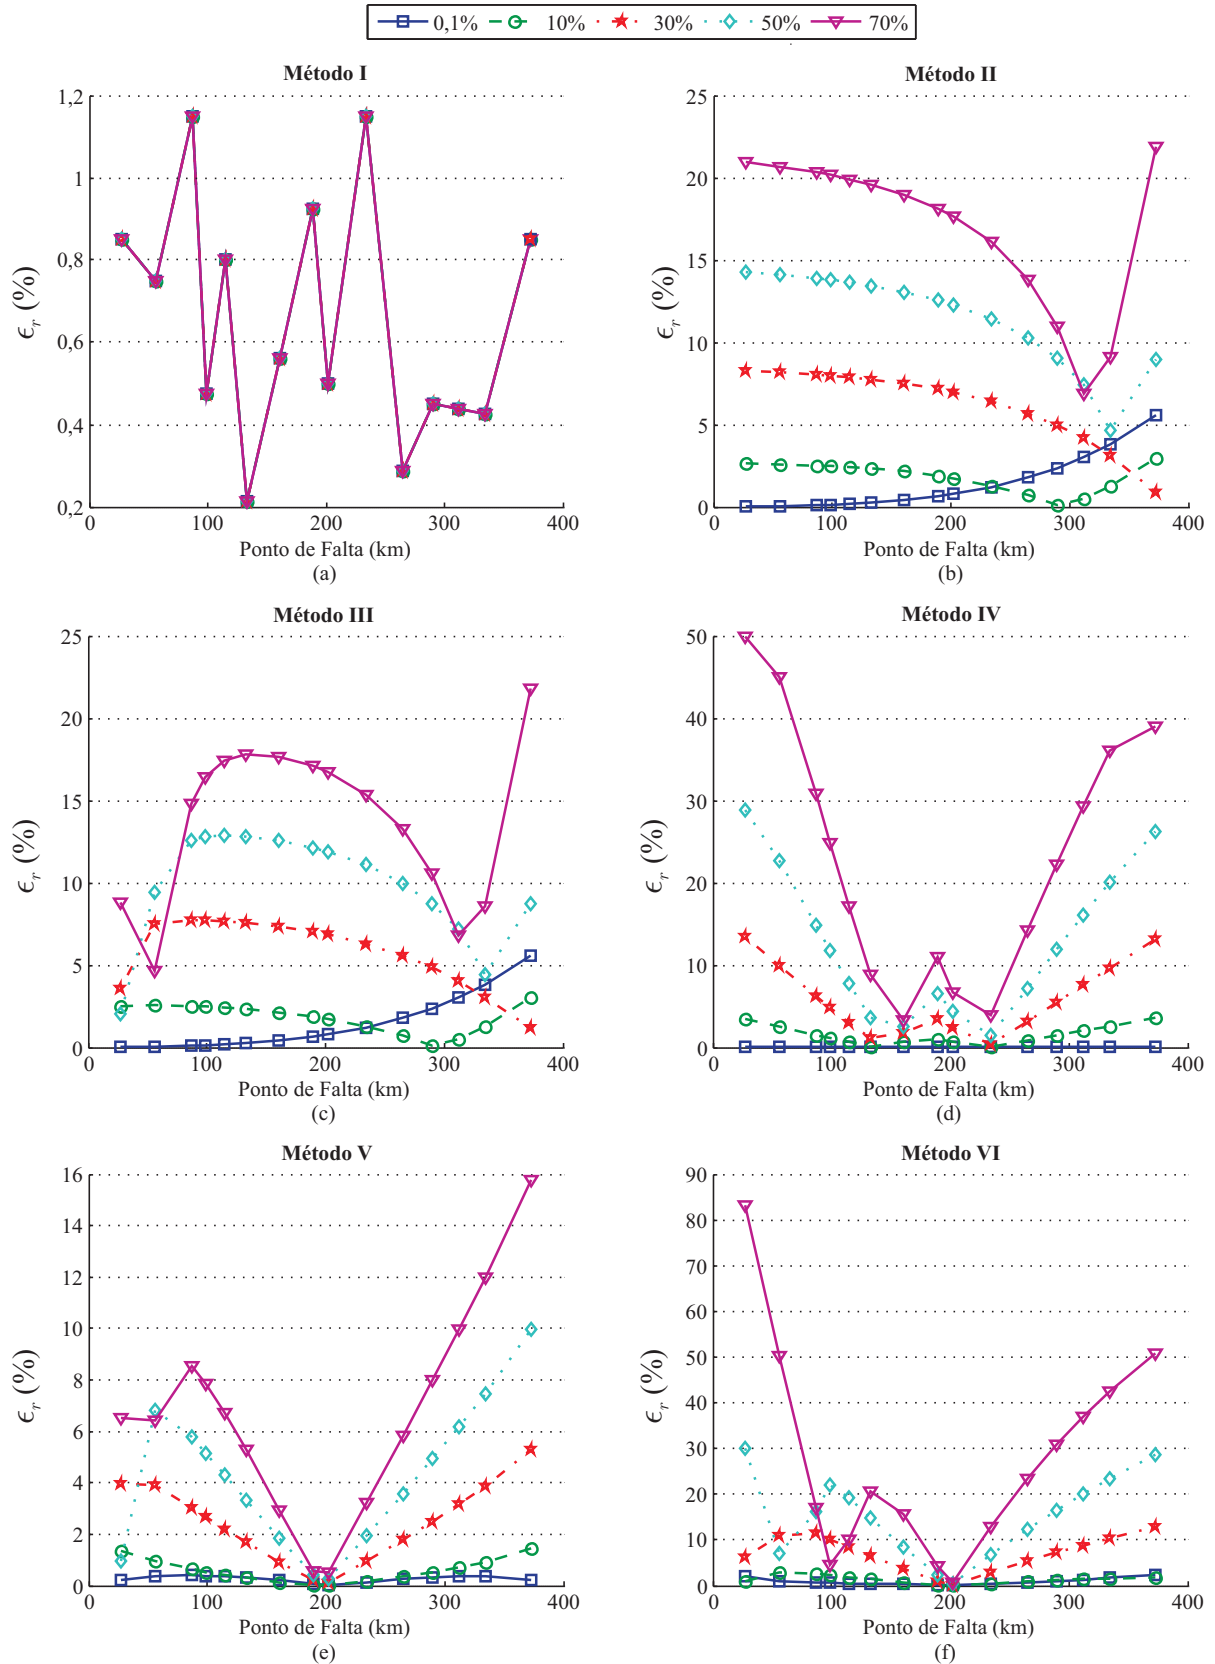 0,1% 10% 30% 50% 70%
Método I
1,2
1
0,8
0,6
0,4
0,2
0 100 200 300 400
ϵr (%)
Ponto de Falta (km)
(a)
Método II
25
20
15
10
5
0
0 100 200 300 400
ϵr (%)
Ponto de Falta (km)
(b)
Método III
25
20
15
10
5
0
0 100 200 300 400
ϵr (%)
Ponto de Falta (km)
(c)
Método IV
50
40
30
20
10
0
0 100 200 300 400
ϵr (%)
Ponto de Falta (km)
(d)
Método V
16
14
12
10
8
6
4
2
0
0 100 200 300 400
ϵr (%)
Ponto de Falta (km)
(e)
Método VI
90
80
70
60
50
40
30
20
10
0
0 100 200 300 400
ϵr (%)
Ponto de Falta (km)
(f)